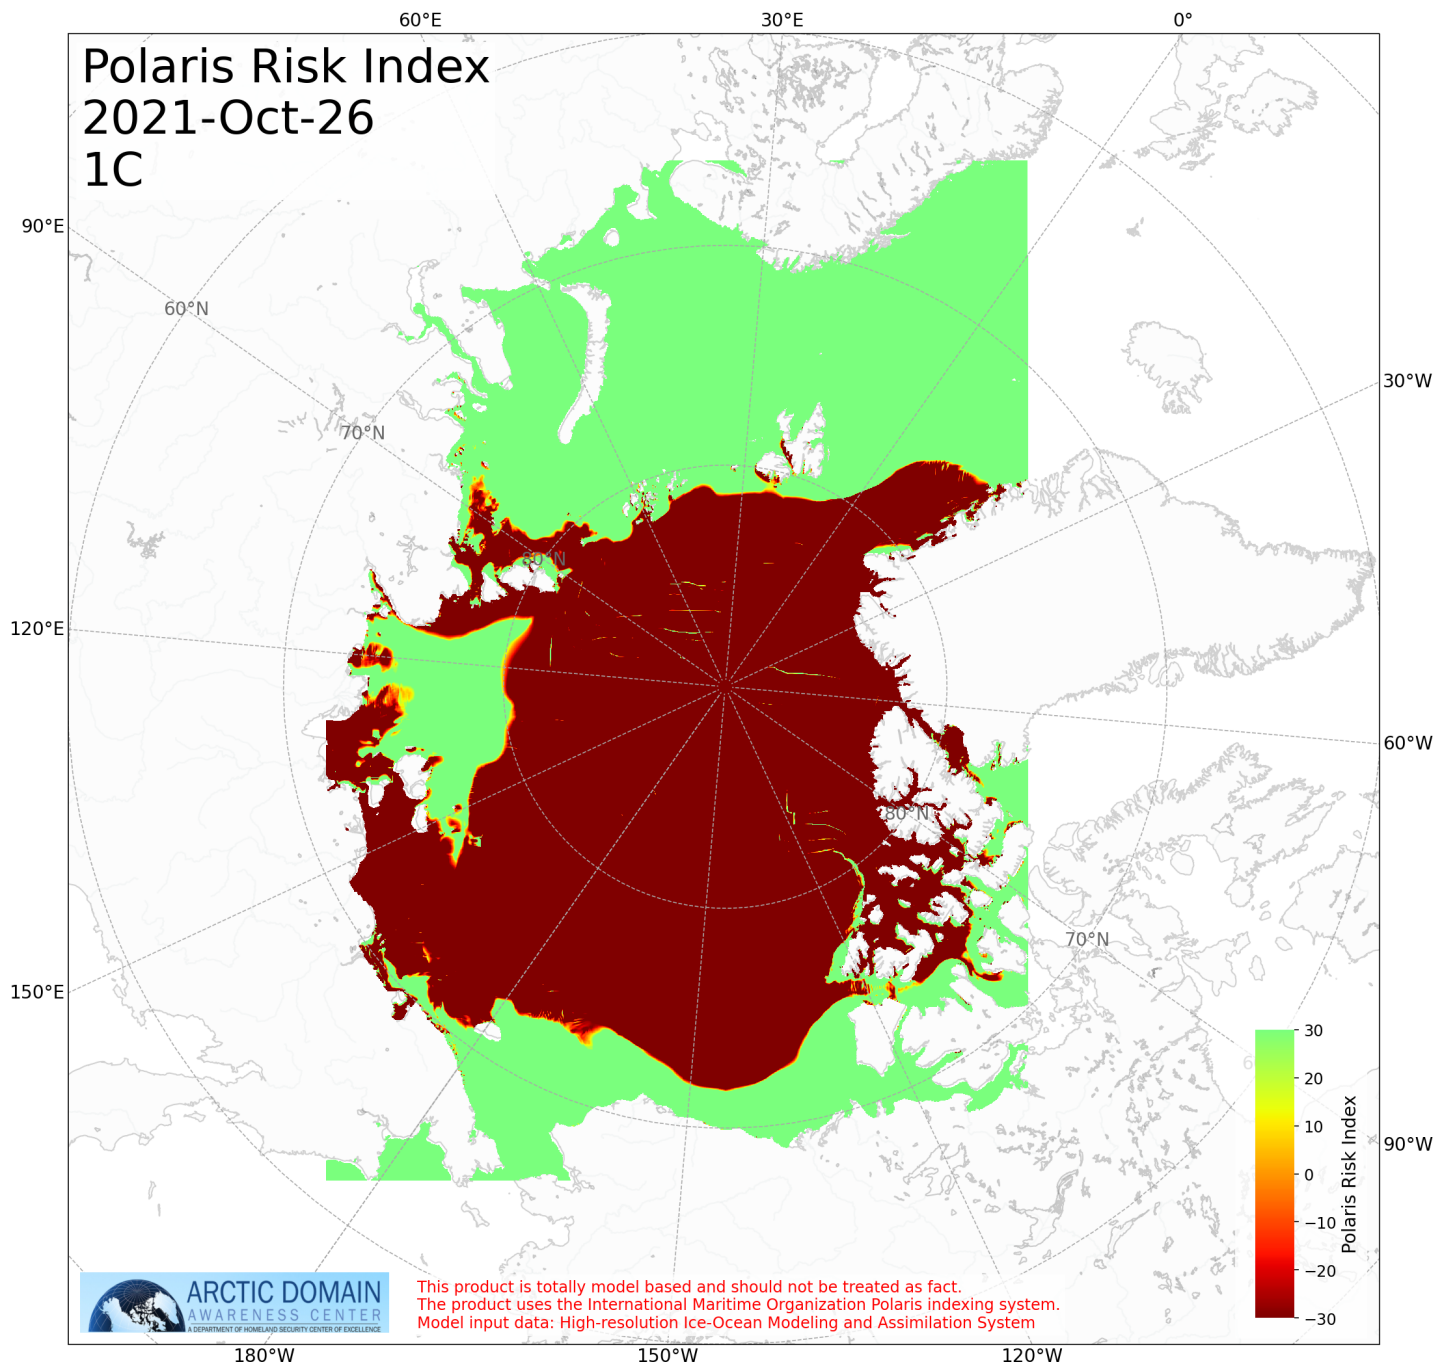 60°E
30°E
0°
Polaris Risk Index
2021-Oct-26
1C
90°E
60°N
30°W
70°N
80°N
120°E
60°W
80°N
70°N
150°E
30
20
10
0
−10
−20
−30
Polaris Risk Index
90°W
ARCTIC DOMAIN
AWARENESS CENTER
A DEPARTMENT OF HOMELAND SECURITY CENTER OF EXCELLENCE
This product is totally model based and should not be treated as fact.
The product uses the International Maritime Organization Polaris indexing system.
Model input data: High-resolution Ice-Ocean Modeling and Assimilation System
180°W
150°W
120°W